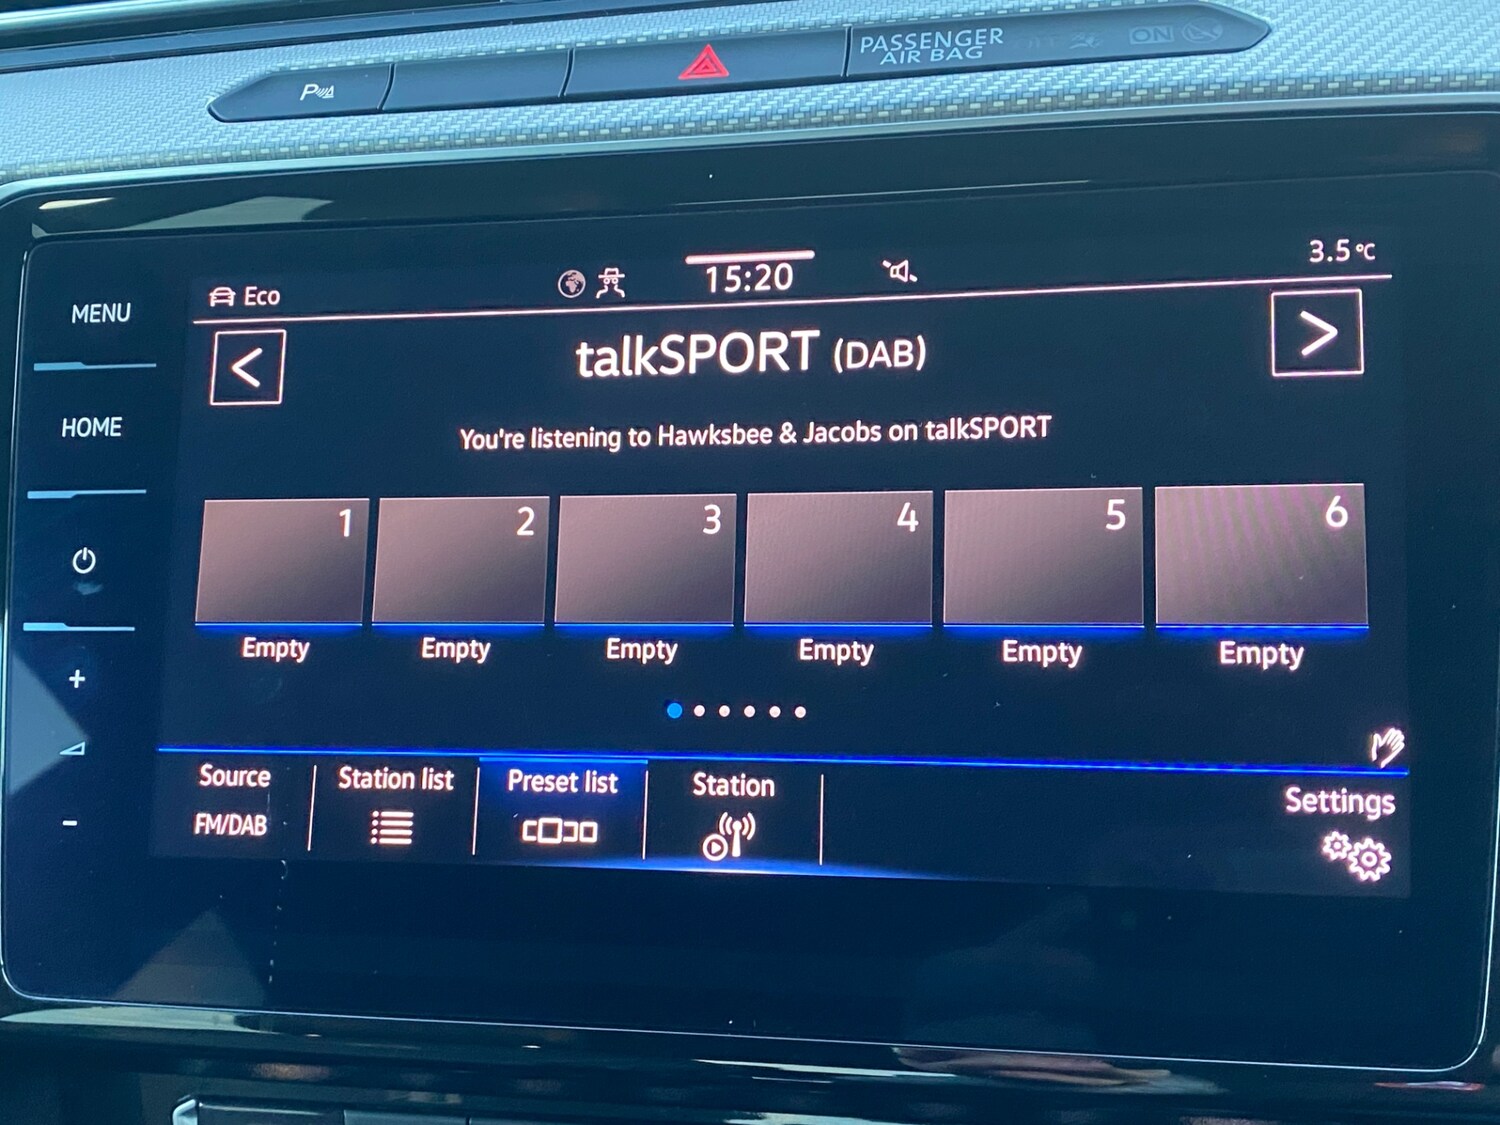 P
PASSENGER
AIR BAG
ON
MENU
HOME
+
-
Eco
15:20
3.5°C
<
talkSPORT (DAB)
>
You're listening to Hawksbee & Jacobs on talkSPORT
1 2 3 4 5 6
Empty Empty Empty Empty Empty Empty
Source Station list Preset list Station Settings
FM/DAB